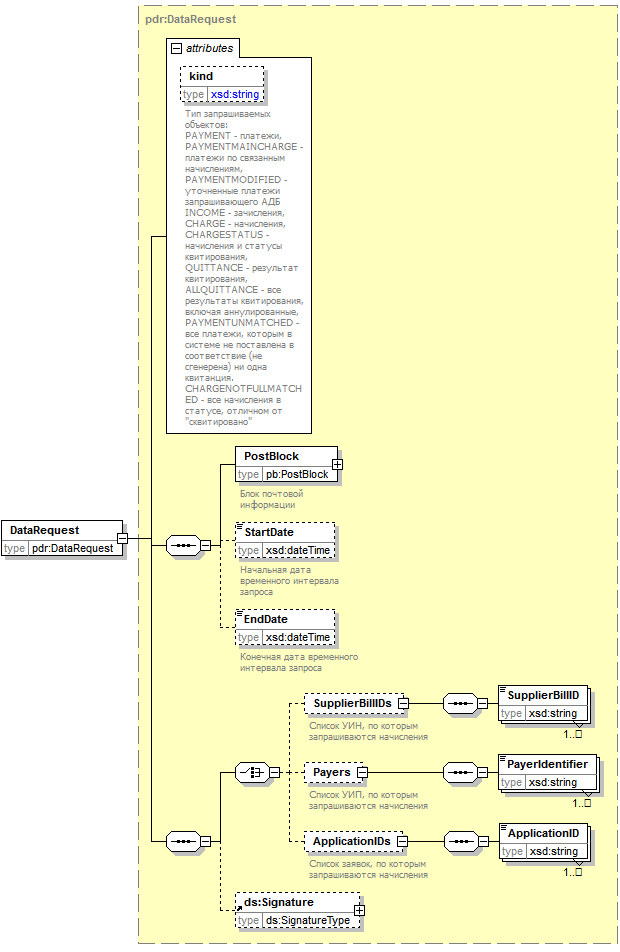 pdr:DataRequest
attributes
kind
type xsd:string
Тип запрашиваемых
объектов:
PAYMENT - платежи,
PAYMENTMAINCHARGE -
платежи по связанным
начислениям,
PAYMENTMODIFIED -
уточненные платежи
запрашивающего АДБ
INCOME - зачисления,
CHARGE - начисления,
CHARGESTATUS -
начисления и статусы
квитирования,
QUITTANCE - результат
квитирования,
ALLQUITTANCE - все
результаты квитирования,
включая аннулированные,
PAYMENTUNMATCHED -
все платежи, которым в
системе не поставлена в
соответствие (не
сгенерена) ни одна
квитанция.
CHARGENOTFULLMATCH
ED - все начисления в
статусе, отличном от
"сквитировано"
PostBlock
type pb:PostBlock
Блок почтовой
информации
DataRequest
type pdr:DataRequest
StartDate
type xsd:dateTime
Начальная дата
временного интервала
запроса
EndDate
type xsd:dateTime
Конечная дата временного
интервала запроса
SupplierBillIDs
Список УИН, по которым
запрашиваются начисления
SupplierBillID
type xsd:string
1..□
Payers
Список УИП, по которым
запрашиваются начисления
PayerIdentifier
type xsd:string
1..□
ApplicationIDs
Список заявок, по которым
запрашиваются начисления
ApplicationID
type xsd:string
1..□
ds:Signature
type ds:SignatureType